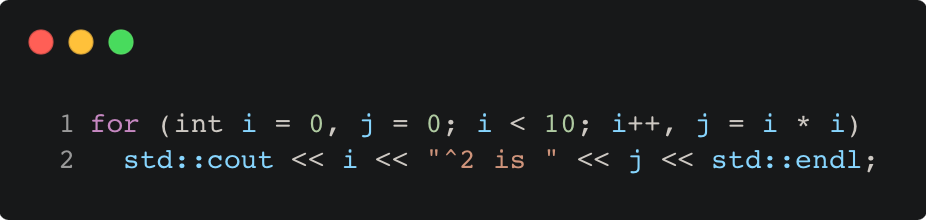 1 for (int i = 0, j = 0; i < 10; i++, j = i * i)
2   std::cout << i << "^2 is " << j << std::endl;